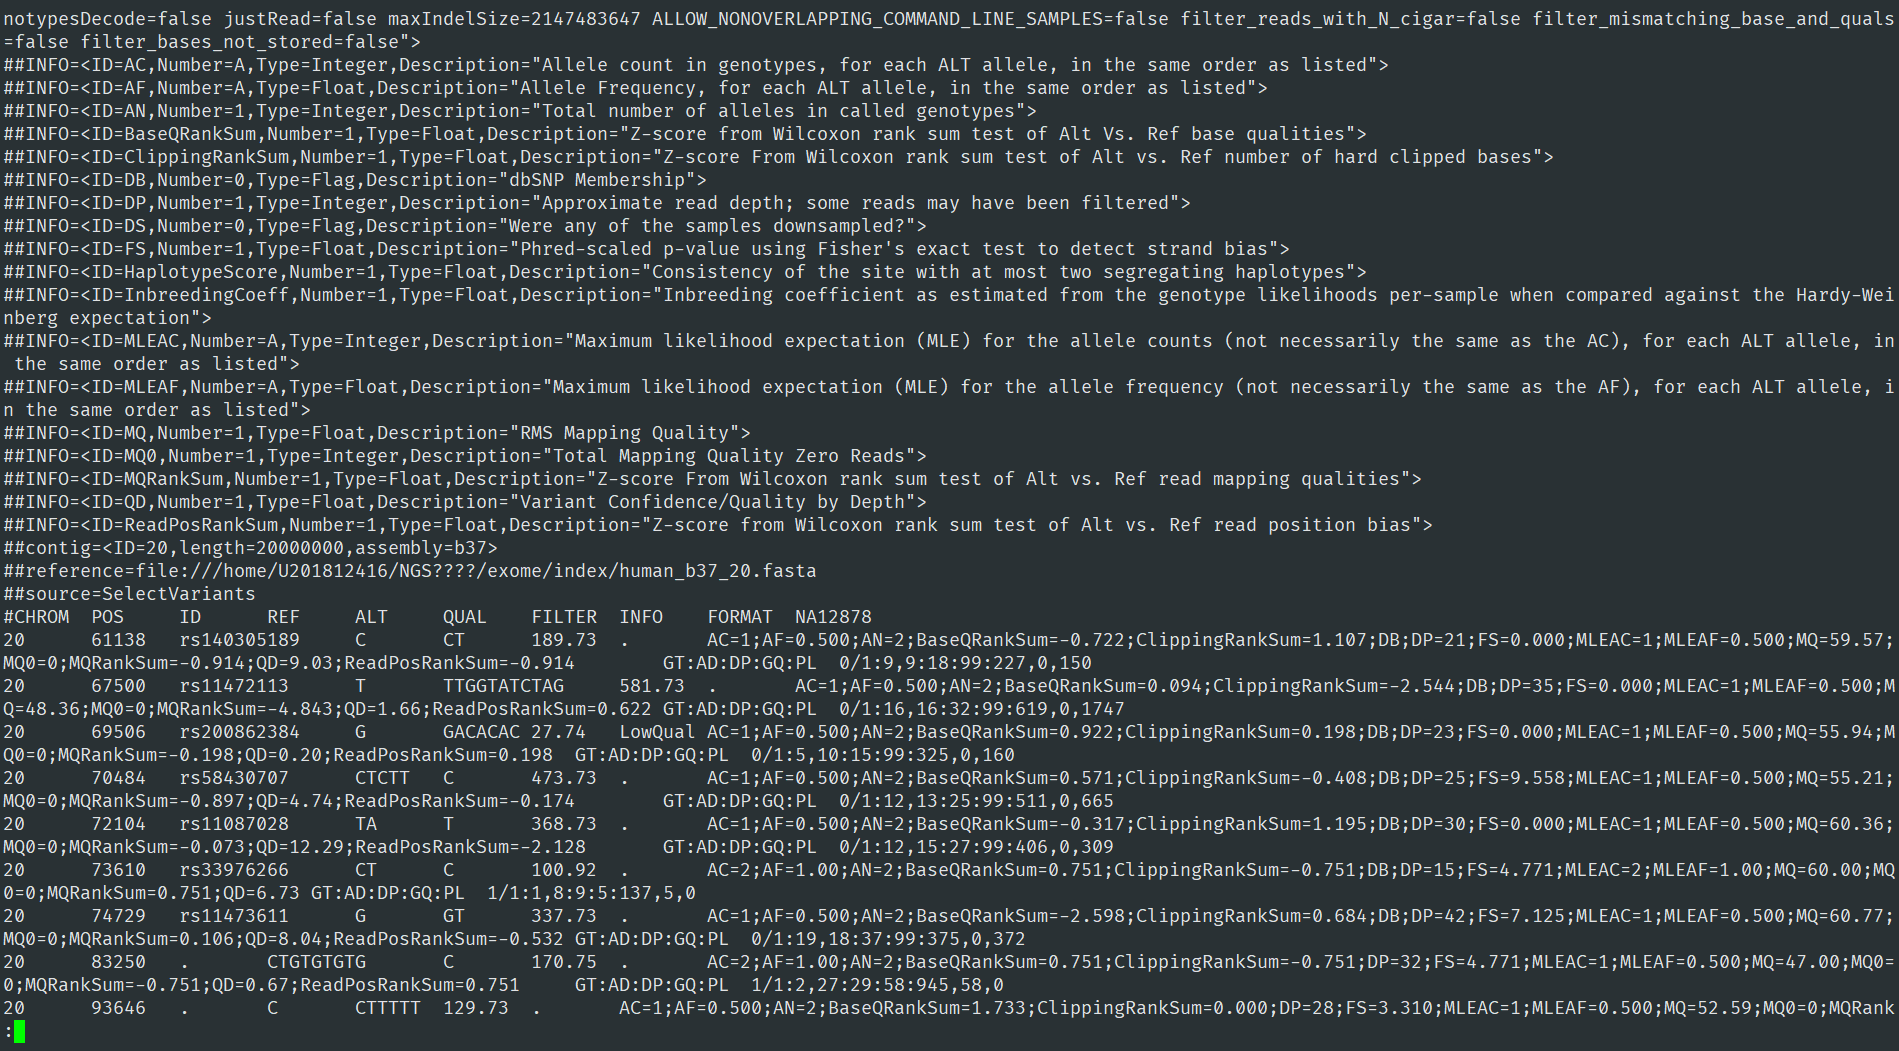 notypesDecode=false justRead=false maxIndelSize=2147483647 ALLOW_NONOVERLAPPING_COMMAND_LINE_SAMPLES=false filter_reads_with_N_cigar=false filter_mismatching_base_and_quals
=false filter_bases_not_stored=false">
##INFO=<ID=AC,Number=A,Type=Integer,Description="Allele count in genotypes, for each ALT allele, in the same order as listed">
##INFO=<ID=AF,Number=A,Type=Float,Description="Allele Frequency, for each ALT allele, in the same order as listed">
##INFO=<ID=AN,Number=1,Type=Integer,Description="Total number of alleles in called genotypes">
##INFO=<ID=BaseQRankSum,Number=1,Type=Float,Description="Z-score from Wilcoxon rank sum test of Alt Vs. Ref base qualities">
##INFO=<ID=ClippingRankSum,Number=1,Type=Float,Description="Z-score From Wilcoxon rank sum test of Alt vs. Ref number of hard clipped bases">
##INFO=<ID=DB,Number=0,Type=Flag,Description="dbSNP Membership">
##INFO=<ID=DP,Number=1,Type=Integer,Description="Approximate read depth; some reads may have been filtered">
##INFO=<ID=DS,Number=0,Type=Flag,Description="Were any of the samples downsampled?">
##INFO=<ID=FS,Number=1,Type=Float,Description="Phred-scaled p-value using Fisher's exact test to detect strand bias">
##INFO=<ID=HaplotypeScore,Number=1,Type=Float,Description="Consistency of the site with at most two segregating haplotypes">
##INFO=<ID=InbreedingCoeff,Number=1,Type=Float,Description="Inbreeding coefficient as estimated from the genotype likelihoods per-sample when compared against the Hardy-Wei
nberg expectation">
##INFO=<ID=MLEAC,Number=A,Type=Integer,Description="Maximum likelihood expectation (MLE) for the allele counts (not necessarily the same as the AC), for each ALT allele, in
 the same order as listed">
##INFO=<ID=MLEAF,Number=A,Type=Float,Description="Maximum likelihood expectation (MLE) for the allele frequency (not necessarily the same as the AF), for each ALT allele, i
n the same order as listed">
##INFO=<ID=MQ,Number=1,Type=Float,Description="RMS Mapping Quality">
##INFO=<ID=MQ0,Number=1,Type=Integer,Description="Total Mapping Quality Zero Reads">
##INFO=<ID=MQRankSum,Number=1,Type=Float,Description="Z-score From Wilcoxon rank sum test of Alt vs. Ref read mapping qualities">
##INFO=<ID=QD,Number=1,Type=Float,Description="Variant Confidence/Quality by Depth">
##INFO=<ID=ReadPosRankSum,Number=1,Type=Float,Description="Z-score from Wilcoxon rank sum test of Alt vs. Ref read position bias">
##contig=<ID=20,length=20000000,assembly=b37>
##reference=file:///home/U201812416/NGS????/exome/index/human_b37_20.fasta
##source=SelectVariants
#CHROM  POS     ID      REF     ALT     QUAL    FILTER  INFO    FORMAT  NA12878
20      61138   rs140305189     C       CT      189.73  .       AC=1;AF=0.500;AN=2;BaseQRankSum=-0.722;ClippingRankSum=1.107;DB;DP=21;FS=0.000;MLEAC=1;MLEAF=0.500;MQ=59.57;
MQ0=0;MQRankSum=-0.914;QD=9.03;ReadPosRankSum=-0.914        GT:AD:DP:GQ:PL  0/1:9,9:18:99:227,0,150
20      67500   rs11472113      T       TTGGTATCTAG     581.73  .       AC=1;AF=0.500;AN=2;BaseQRankSum=0.094;ClippingRankSum=-2.544;DB;DP=35;FS=0.000;MLEAC=1;MLEAF=0.500;M
Q=48.36;MQ0=0;MQRankSum=-4.843;QD=1.66;ReadPosRankSum=0.622 GT:AD:DP:GQ:PL  0/1:16,16:32:99:619,0,1747
20      69506   rs200862384     G       GACACAC 27.74   LowQual AC=1;AF=0.500;AN=2;BaseQRankSum=0.922;ClippingRankSum=0.198;DB;DP=23;FS=0.000;MLEAC=1;MLEAF=0.500;MQ=55.94;M
Q0=0;MQRankSum=-0.198;QD=0.20;ReadPosRankSum=0.198  GT:AD:DP:GQ:PL  0/1:5,10:15:99:325,0,160
20      70484   rs58430707      CTCTT   C       473.73  .       AC=1;AF=0.500;AN=2;BaseQRankSum=0.571;ClippingRankSum=-0.408;DB;DP=25;FS=9.558;MLEAC=1;MLEAF=0.500;MQ=55.21;
MQ0=0;MQRankSum=-0.897;QD=4.74;ReadPosRankSum=-0.174        GT:AD:DP:GQ:PL  0/1:12,13:25:99:511,0,665
20      72104   rs11087028      TA      T       368.73  .       AC=1;AF=0.500;AN=2;BaseQRankSum=-0.317;ClippingRankSum=1.195;DB;DP=30;FS=0.000;MLEAC=1;MLEAF=0.500;MQ=60.36;
MQ0=0;MQRankSum=-0.073;QD=12.29;ReadPosRankSum=-2.128       GT:AD:DP:GQ:PL  0/1:12,15:27:99:406,0,309
20      73610   rs33976266      CT      C       100.92  .       AC=2;AF=1.00;AN=2;BaseQRankSum=0.751;ClippingRankSum=-0.751;DB;DP=15;FS=4.771;MLEAC=2;MLEAF=1.00;MQ=60.00;MQ
0=0;MQRankSum=0.751;QD=6.73 GT:AD:DP:GQ:PL  1/1:1,8:9:5:137,5,0
20      74729   rs11473611      G       GT      337.73  .       AC=1;AF=0.500;AN=2;BaseQRankSum=-2.598;ClippingRankSum=0.684;DB;DP=42;FS=7.125;MLEAC=1;MLEAF=0.500;MQ=60.77;
MQ0=0;MQRankSum=0.106;QD=8.04;ReadPosRankSum=-0.532 GT:AD:DP:GQ:PL  0/1:19,18:37:99:375,0,372
20      83250   .       CTGTGTGTG       C       170.75  .       AC=2;AF=1.00;AN=2;BaseQRankSum=0.751;ClippingRankSum=-0.751;DP=32;FS=4.771;MLEAC=1;MLEAF=0.500;MQ=47.00;MQ0=
0;MQRankSum=-0.751;QD=0.67;ReadPosRankSum=0.751     GT:AD:DP:GQ:PL  1/1:2,27:29:58:945,58,0
20      93646   .       C       CTTTTT  129.73  .       AC=1;AF=0.500;AN=2;BaseQRankSum=1.733;ClippingRankSum=0.000;DP=28;FS=3.310;MLEAC=1;MLEAF=0.500;MQ=52.59;MQ0=0;MQRank
: